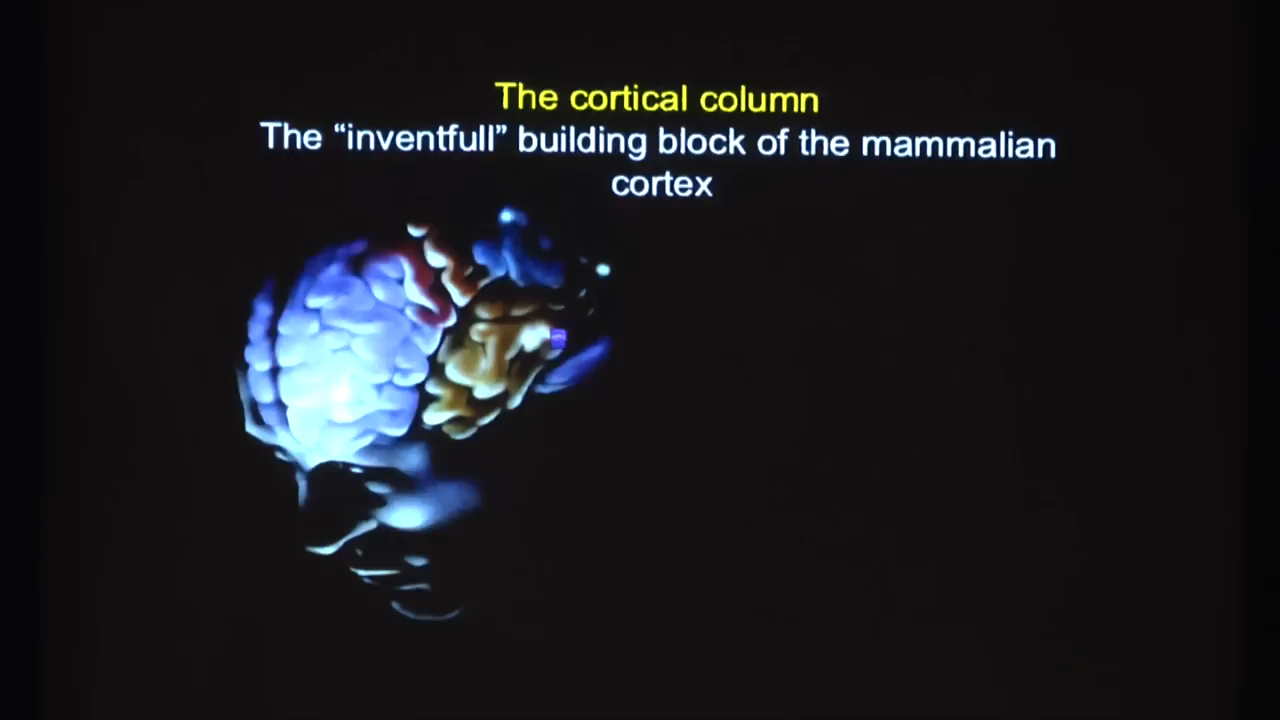 The cortical column
The “inventfull” building block of the mammalian
cortex